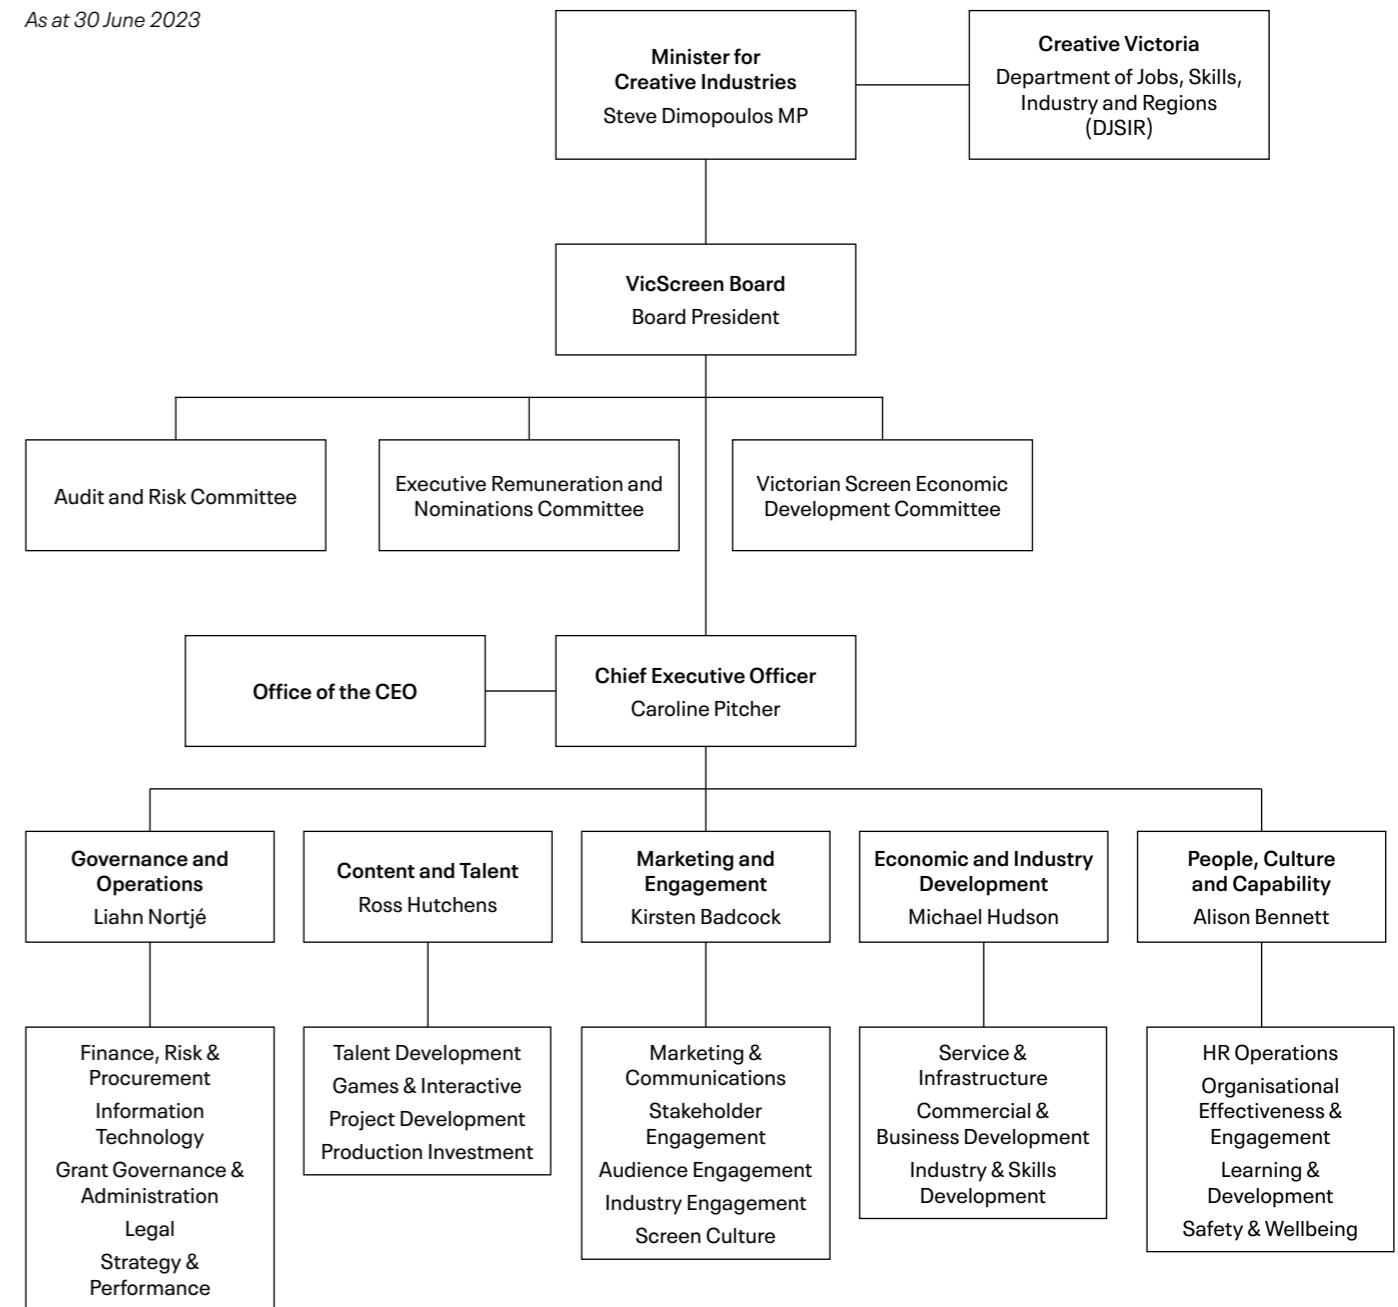 As at 30 June 2023
Minister for
Creative Industries
Steve Dimopoulos MP
Creative Victoria
Department of Jobs, Skills,
Industry and Regions
(DJSIR)
VicScreen Board
Board President
Audit and Risk Committee
Executive Remuneration and
Nominations Committee
Victorian Screen Economic
Development Committee
Office of the CEO
Chief Executive Officer
Caroline Pitcher
Governance and
Operations
Liahn Nortjé
Content and Talent
Ross Hutchens
Marketing and
Engagement
Kirsten Badcock
Economic and Industry
Development
Michael Hudson
People, Culture
and Capability
Alison Bennett
Finance, Risk &
Procurement
Information
Technology
Grant Governance &
Administration
Legal
Strategy &
Performance
Talent Development
Games & Interactive
Project Development
Production Investment
Marketing &
Communications
Stakeholder
Engagement
Audience Engagement
Industry Engagement
Screen Culture
Service &
Infrastructure
Commercial &
Business Development
Industry & Skills
Development
HR Operations
Organisational
Effectiveness &
Engagement
Learning &
Development
Safety & Wellbeing